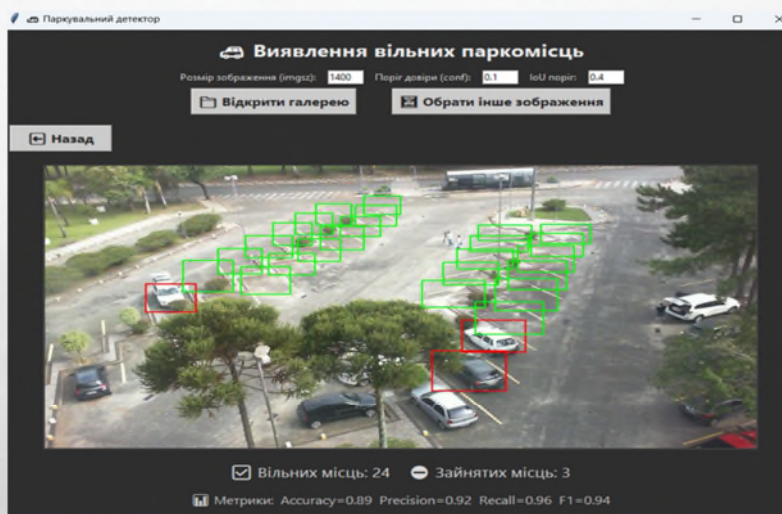 Паркувальний детектор
Виявлення вільних паркомісць
Розмір зображення (imgsz): 1400 Поріг довіри (conf): 0.1 IoU поріг: 0.4
Відкрити галерею Обрати інше зображення
Назад
Вільних місць: 24 Зайнятих місць: 3
Метрики: Accuracy=0.89 Precision=0.92 Recall=0.96 F1=0.94